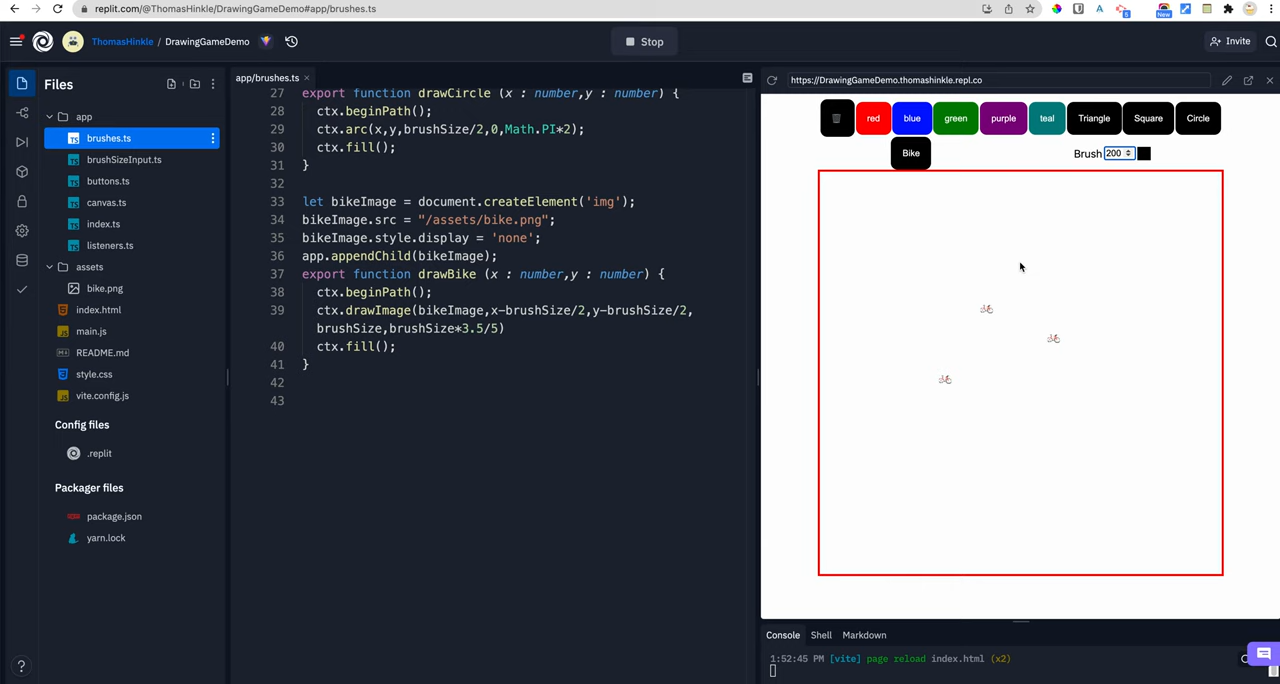 replit.com/@ThomasHinkle/DrawingGameDemo#app/brushes.ts
5
New
ThomasHinkle / DrawingGameDemo
Stop
Invite
Files
app
brushes.ts
brushSizeInput.ts
buttons.ts
canvas.ts
index.ts
listeners.ts
assets
bike.png
index.html
main.js
README.md
style.css
vite.config.js
Config files
.replit
Packager files
package.json
yarn.lock
app/brushes.ts ×
27 export function drawCircle (x : number,y : number) {
28 ctx.beginPath();
29 ctx.arc(x,y,brushSize/2,0,Math.PI*2);
30 ctx.fill();
31 }
32
33 let bikeImage = document.createElement('img');
34 bikeImage.src = "/assets/bike.png";
35 bikeImage.style.display = 'none';
36 app.appendChild(bikeImage);
37 export function drawBike (x : number,y : number) {
38 ctx.beginPath();
39 ctx.drawImage(bikeImage,x-brushSize/2,y-brushSize/2,
brushSize,brushSize*3.5/5)
40 ctx.fill();
41 }
42
43
https://DrawingGameDemo.thomashinkle.repl.co
red blue green purple teal Triangle Square Circle
Bike
Brush 200
Console Shell Markdown
1:52:45 PM [vite] page reload index.html (x2)